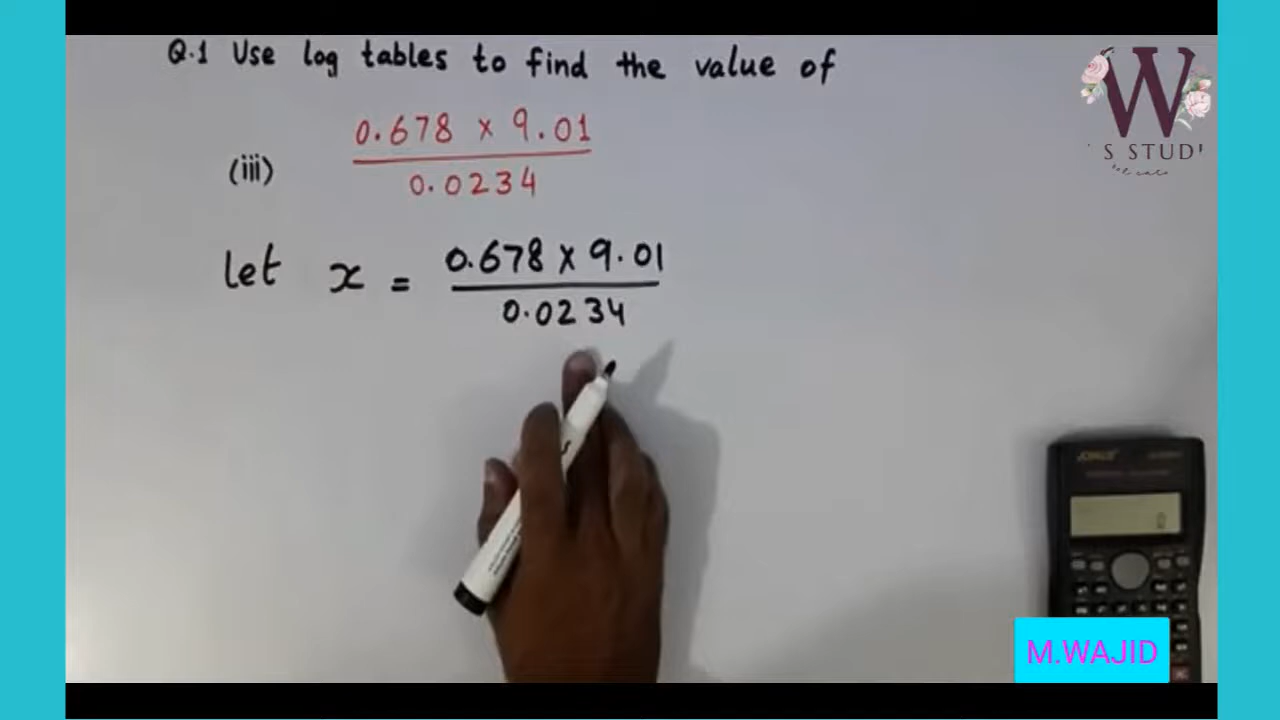 Q.1 Use log tables to find the value of
(iii) 0.678 × 9.01
0.0234
let x = 0.678 × 9.01
0.0234
W
S STUDI
M.WAJID